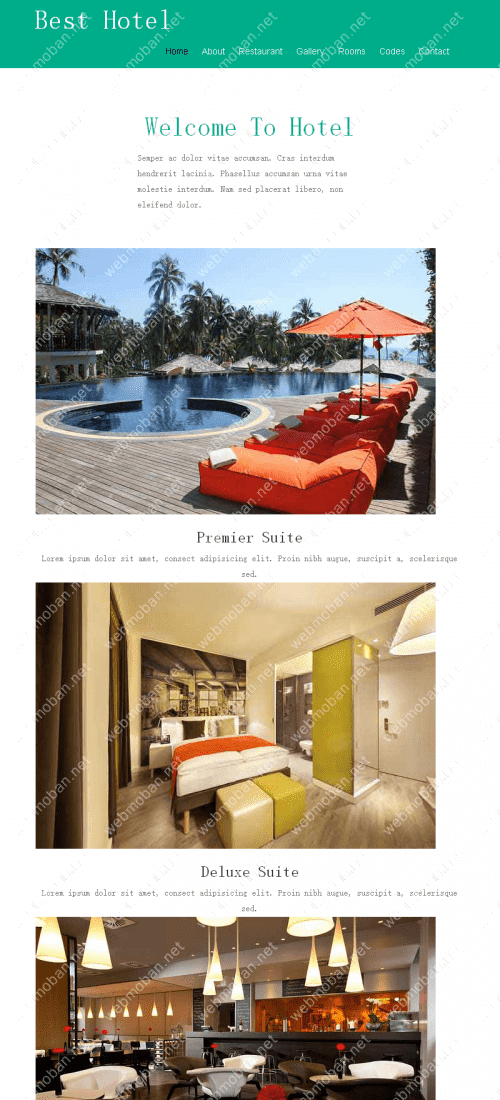 Best Hotel
Home About Restaurant Gallery Rooms Codes Contact
Welcome To Hotel
Semper ac dolor vitae accumsan. Cras interdum
hendrerit lacinia. Phasellus accumsan urna vitae
molestie interdum. Nam sed placerat libero, non
eleifend dolor.
Premier Suite
Lorem ipsum dolor sit amet, consect adipisicing elit. Proin nibh augue, suscipit a, scelerisque
sed.
Deluxe Suite
Lorem ipsum dolor sit amet, consect adipisicing elit. Proin nibh augue, suscipit a, scelerisque
sed.
webmoban.net